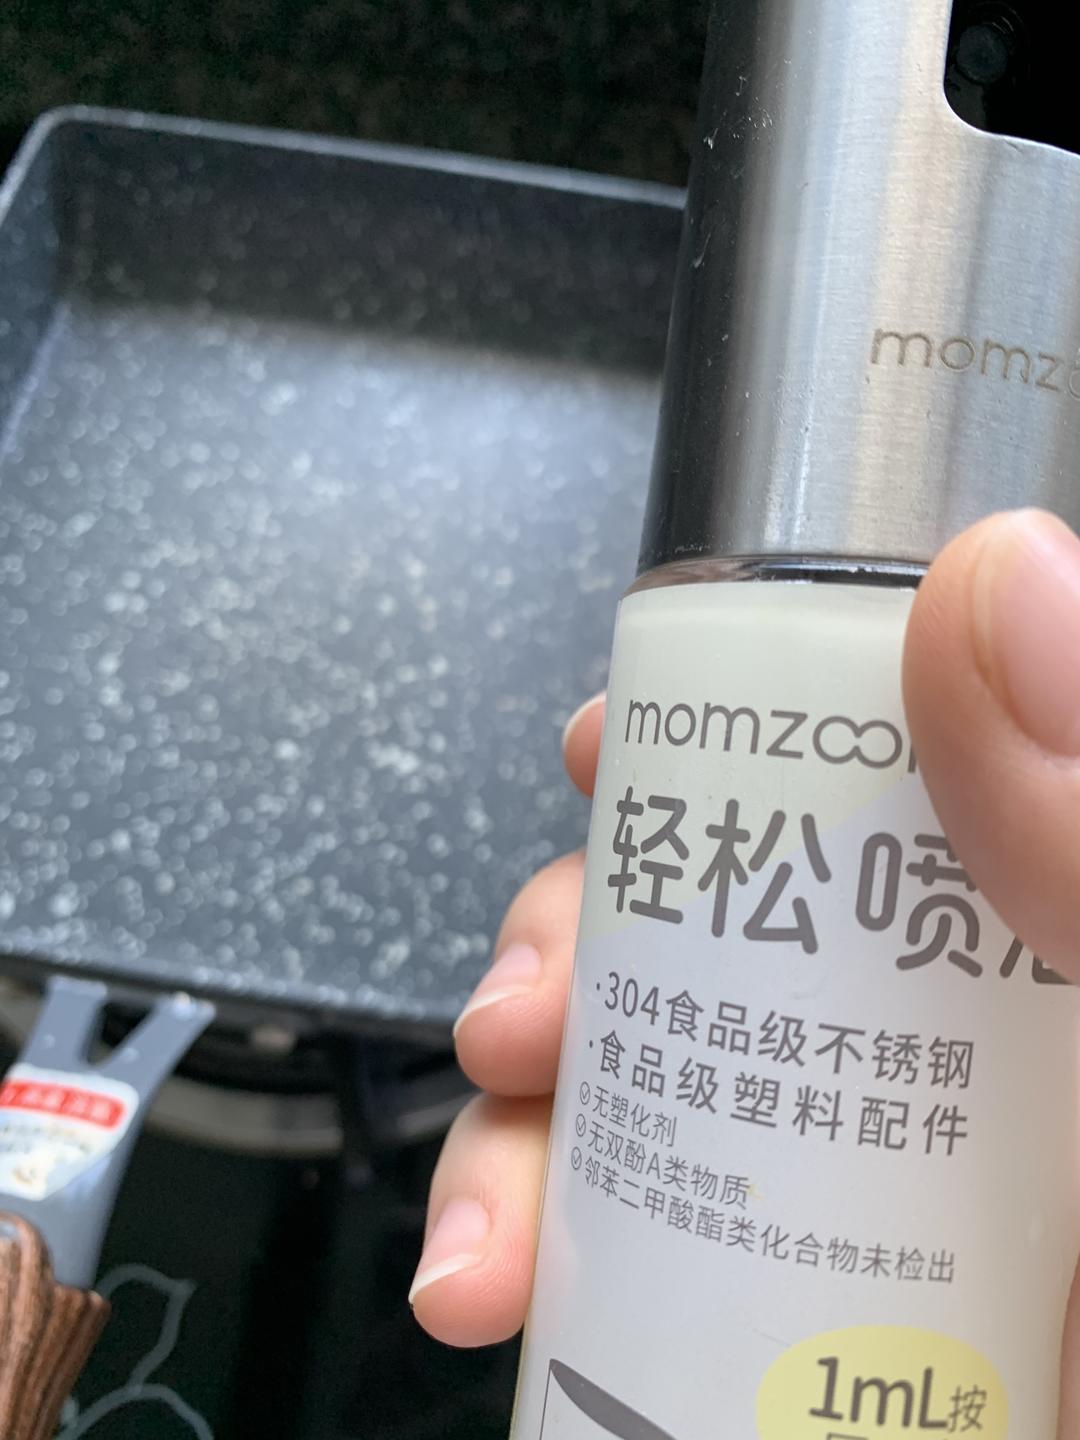 momz
momzoo
轻松喷
·304食品级不锈钢
·食品级塑料配件
无塑化剂
无双酚A类物质
邻苯二甲酸酯类化合物未检出
1mL按